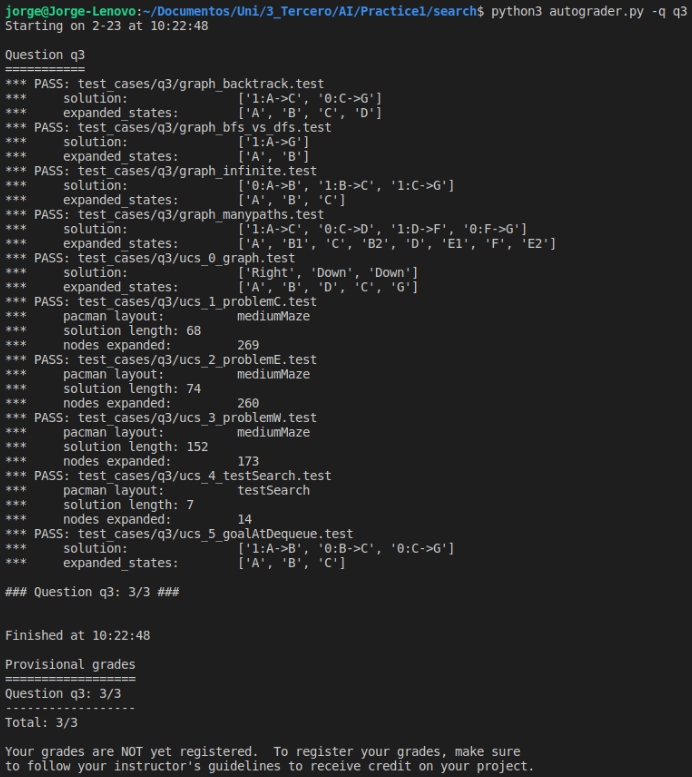 jorge@Jorge-Lenovo:~/Documentos/Uni/3_Tercero/AI/Practice1/search$ python3 autograder.py -q q3
Starting on 2-23 at 10:22:48

Question q3
===========
*** PASS: test_cases/q3/graph_backtrack.test
***     solution:               ['1:A->C', '0:C->G']
***     expanded_states:        ['A', 'B', 'C', 'D']
*** PASS: test_cases/q3/graph_bfs_vs_dfs.test
***     solution:               ['1:A->G']
***     expanded_states:        ['A', 'B']
*** PASS: test_cases/q3/graph_infinite.test
***     solution:               ['0:A->B', '1:B->C', '1:C->G']
***     expanded_states:        ['A', 'B', 'C']
*** PASS: test_cases/q3/graph_manypaths.test
***     solution:               ['1:A->C', '0:C->D', '1:D->F', '0:F->G']
***     expanded_states:        ['A', 'B1', 'C', 'B2', 'D', 'E1', 'F', 'E2']
*** PASS: test_cases/q3/ucs_0_graph.test
***     solution:               ['Right', 'Down', 'Down']
***     expanded_states:        ['A', 'B', 'D', 'C', 'G']
*** PASS: test_cases/q3/ucs_1_problemC.test
***     pacman layout:          mediumMaze
***     solution length: 68
***     nodes expanded:         269
*** PASS: test_cases/q3/ucs_2_problemE.test
***     pacman layout:          mediumMaze
***     solution length: 74
***     nodes expanded:         260
*** PASS: test_cases/q3/ucs_3_problemW.test
***     pacman layout:          mediumMaze
***     solution length: 152
***     nodes expanded:         173
*** PASS: test_cases/q3/ucs_4_testSearch.test
***     pacman layout:          testSearch
***     solution length: 7
***     nodes expanded:         14
*** PASS: test_cases/q3/ucs_5_goalAtDequeue.test
***     solution:               ['1:A->B', '0:B->C', '0:C->G']
***     expanded_states:        ['A', 'B', 'C']

### Question q3: 3/3 ###


Finished at 10:22:48

Provisional grades
==================
Question q3: 3/3
------------------
Total: 3/3

Your grades are NOT yet registered.  To register your grades, make sure
to follow your instructor's guidelines to receive credit on your project.